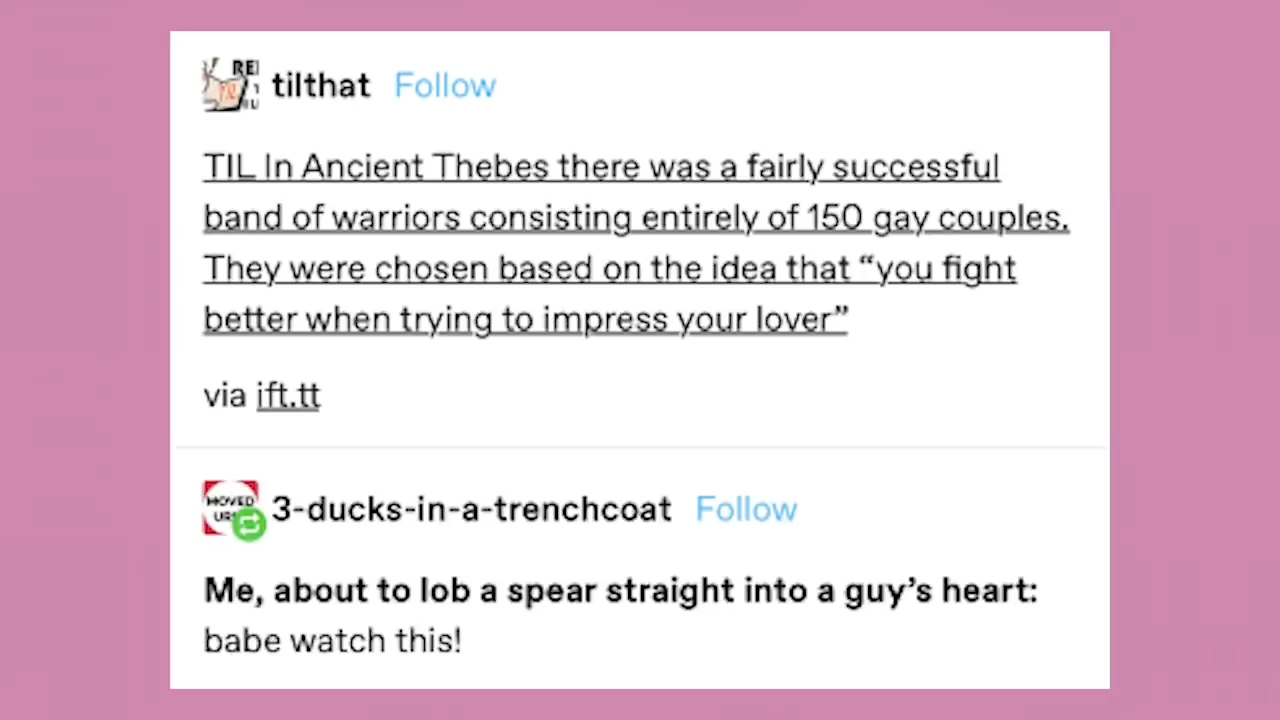 tilthat Follow
TIL In Ancient Thebes there was a fairly successful
band of warriors consisting entirely of 150 gay couples.
They were chosen based on the idea that “you fight
better when trying to impress your lover”
via ift.tt
MOVED
3-ducks-in-a-trenchcoat Follow
Me, about to lob a spear straight into a guy’s heart:
babe watch this!